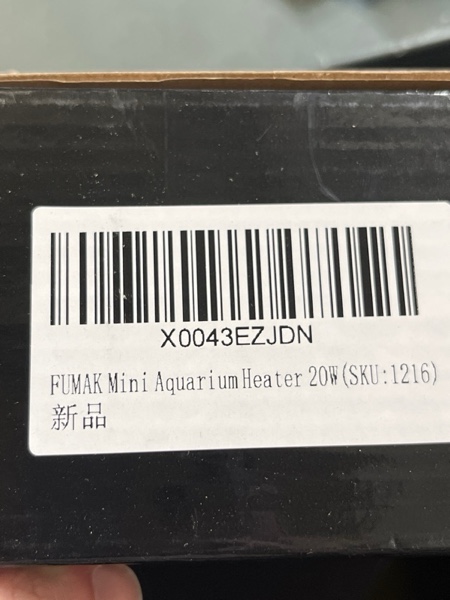 X0043EZJDN
FUMAK Mini Aquarium Heater 20W(SKU:1216)
新品